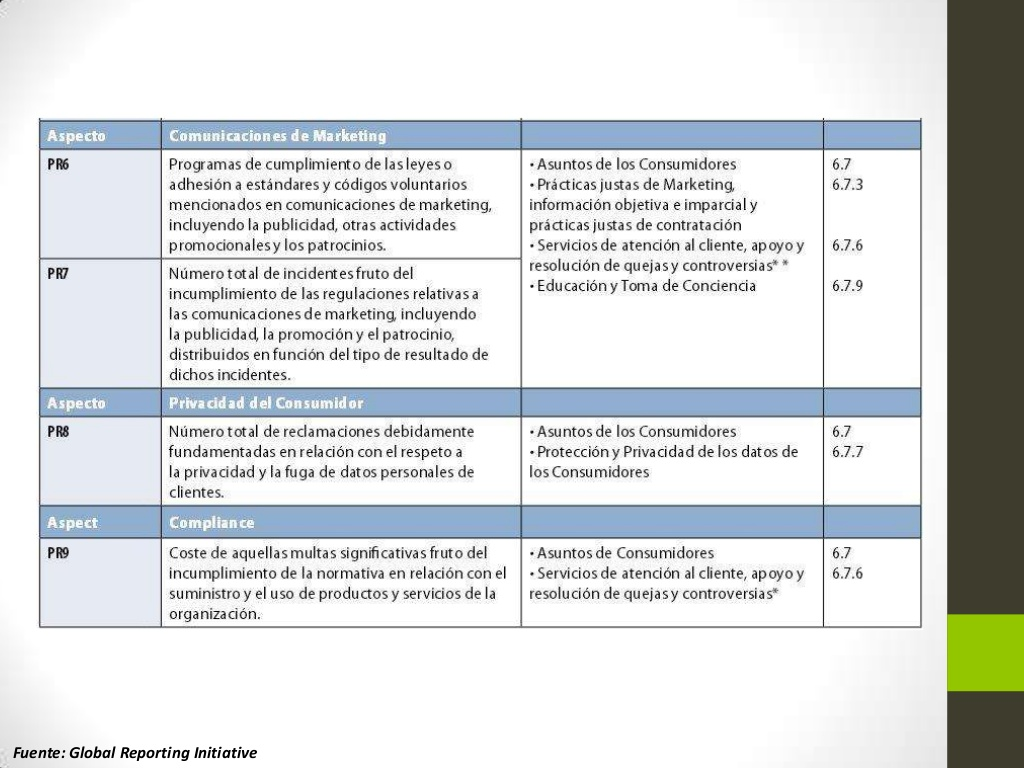 Aspecto Comunicaciones de Marketing
PR6
Programas de cumplimiento de las leyes o
adhesión a estándares y códigos voluntarios
mencionados en comunicaciones de marketing,
incluyendo la publicidad, otras actividades
promocionales y los patrocinios.
PR7
Número total de incidentes fruto del
incumplimiento de las regulaciones relativas a
las comunicaciones de marketing, incluyendo
la publicidad, la promoción y el patrocinio,
distribuidos en función del tipo de resultado de
dichos incidentes.
• Asuntos de los Consumidores
• Prácticas justas de Marketing,
información objetiva e imparcial y
prácticas justas de contratación
• Servicios de atención al cliente, apoyo y
resolución de quejas y controversias* *
• Educación y Toma de Conciencia
6.7
6.7.3
6.7.6
6.7.9
Aspecto Privacidad del Consumidor
PR8
Número total de reclamaciones debidamente
fundamentadas en relación con el respeto a
la privacidad y la fuga de datos personales de
clientes.
• Asuntos de los Consumidores
• Protección y Privacidad de los datos de
los Consumidores
6.7
6.7.7
Aspect Compliance
PR9
Coste de aquellas multas significativas fruto del
incumplimiento de la normativa en relación con el
suministro y el uso de productos y servicios de la
organización.
• Asuntos de Consumidores
• Servicios de atención al cliente, apoyo y
resolución de quejas y controversias*
6.7
6.7.6
Fuente: Global Reporting Initiative